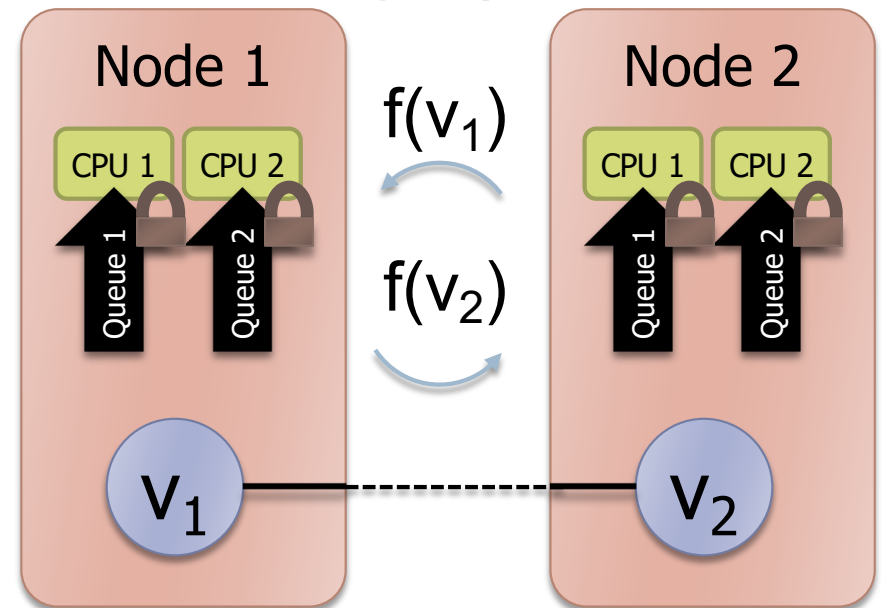 Node 1
CPU 1
CPU 2
Queue 1
Queue 2
v₁
f(v₁)
f(v₂)
Node 2
CPU 1
CPU 2
Queue 1
Queue 2
v₂